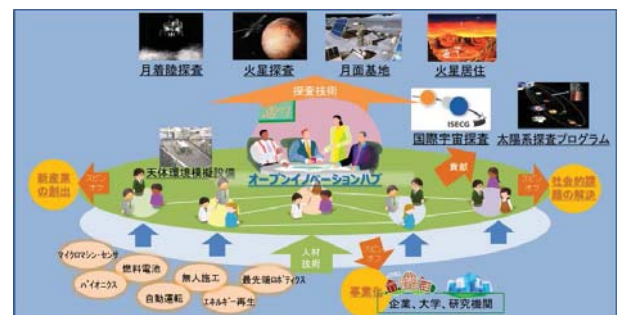 月着陸探査
火星探査
月面基地
火星居住
探査技術
ISECG
国際宇宙探査
太陽系探査プログラム
天体環境模擬設備
オープンイノベーションハブ
貢献
新産業
の創出
スピン
オフ
スピン
オフ
社会的課
題の解決
マイクロマシン・センサ
燃料電池
無人施工
最先端ロボティクス
バイオニクス
自動運転
エネルギー再生
人材
技術
スピン
オフ
事業化
企業、大学、研究機関